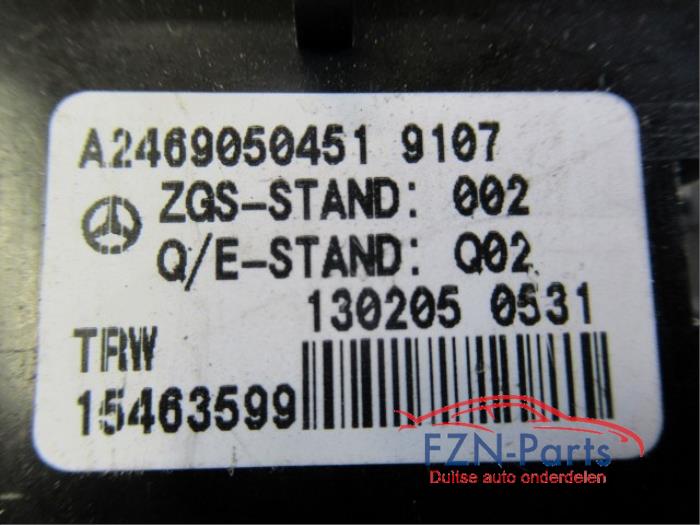 A2469050451 9107
ZGS-STAND: 002
Q/E-STAND: Q02
130205 0531
TRW
15463599
FZN-Parts
Duitse auto onderdelen